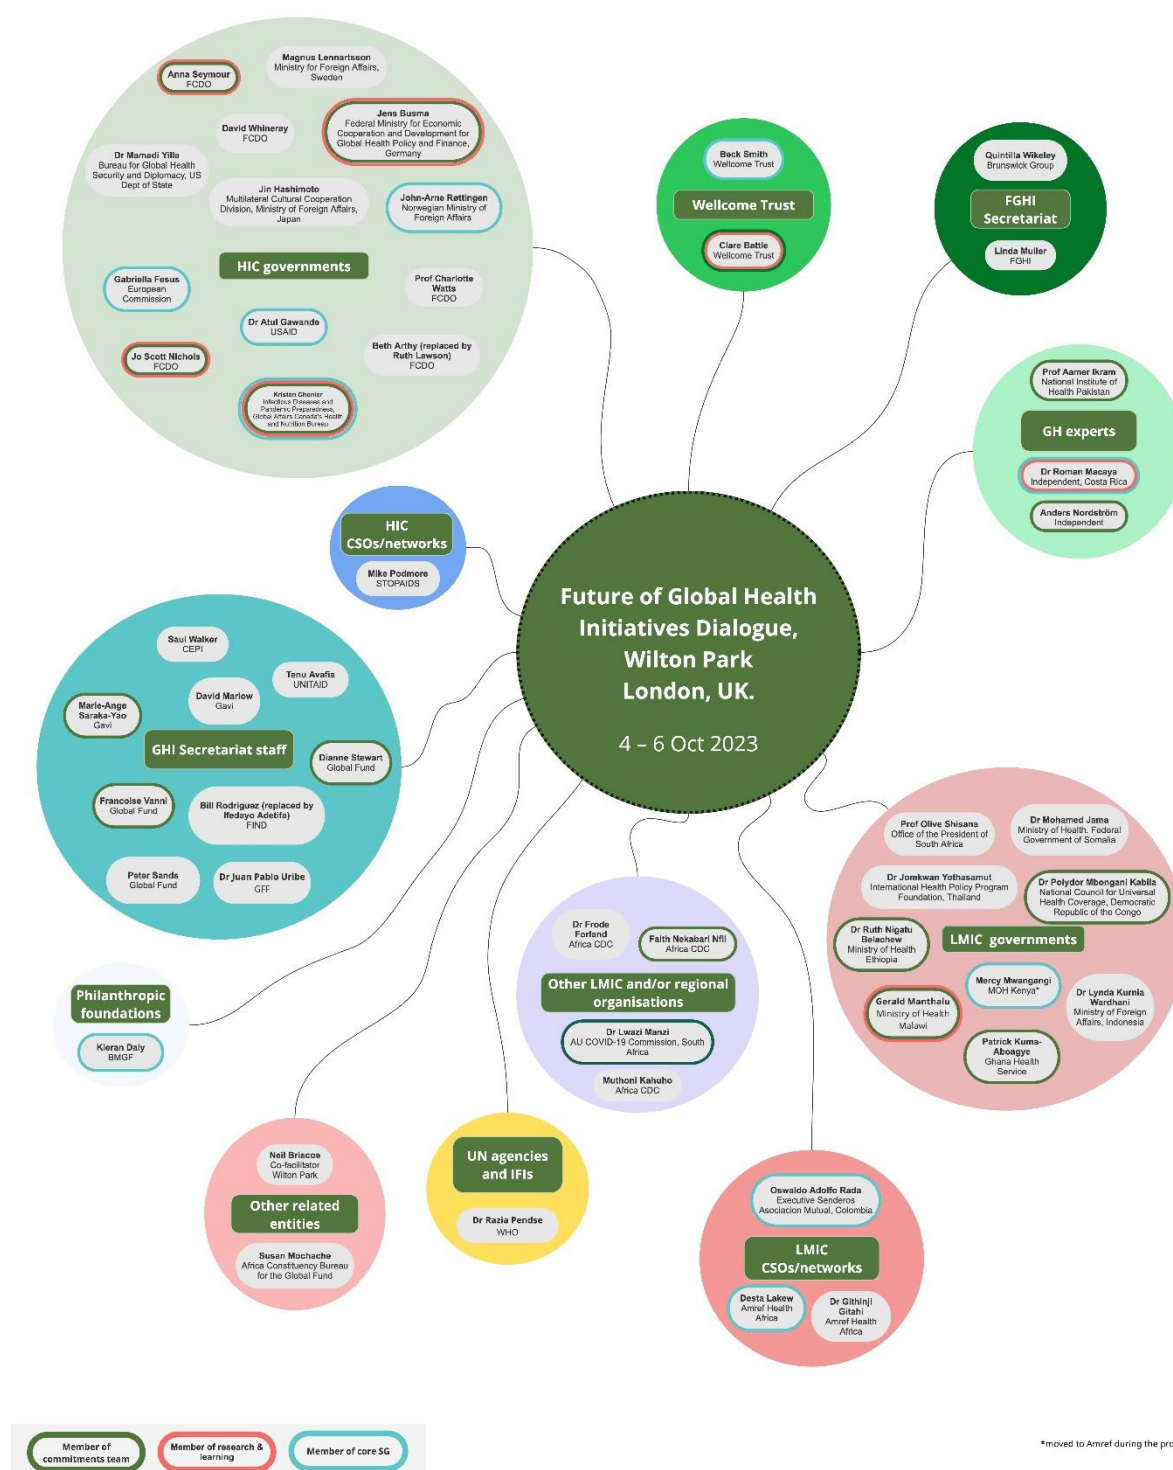 Anna Seymour
FCDO
Magnus Lennartsson
Ministry for Foreign Affairs,
Sweden
David Whineray
FCDO
Jens Busma
Federal Ministry for Economic
Cooperation and Development for
Global Health Policy and Finance,
Germany
Dr Mamadi Yilla
Bureau for Global Health
Security and Diplomacy, US
Dept of State
Jin Hashimoto
Multilateral Cultural Cooperation
Division, Ministry of Foreign Affairs,
Japan
John-Arne Røttingen
Norwegian Ministry of
Foreign Affairs
HIC governments
Gabriella Fesus
European
Commission
Prof Charlotte
Watts
FCDO
Dr Atul Gawande
USAID
Jo Scott Nichols
FCDO
Beth Arthy (replaced by
Ruth Lawson)
FCDO
Kristen Chenier
Infectious Diseases and
Pandemic Preparedness,
Global Affairs Canada's Health
and Nutrition Bureau
Beck Smith
Wellcome Trust
Wellcome Trust
Clare Battle
Wellcome Trust
Quintilla Wikeley
Brunswick Group
FGHI
Secretariat
Linda Muller
FGHI
Prof Aamer Ikram
National Institute of
Health Pakistan
GH experts
Dr Roman Macaya
Independent, Costa Rica
Anders Nordström
Independent
HIC
CSOs/networks
Mike Podmore
STOPAIDS
Future of Global Health
Initiatives Dialogue,
Wilton Park
London, UK.
4 – 6 Oct 2023
Saul Walker
CEPI
Tenu Avafia
UNITAID
Marie-Ange
Saraka-Yao
Gavi
David Marlow
Gavi
GHI Secretariat staff
Dianne Stewart
Global Fund
Francoise Vanni
Global Fund
Bill Rodriguez (replaced by
Ifedayo Adetifa)
FIND
Peter Sands
Global Fund
Dr Juan Pablo Uribe
GFF
Philanthropic
foundations
Kieran Daly
BMGF
Neil Briscoe
Co-facilitator
Wilton Park
Other related
entities
Susan Mochache
Africa Constituency Bureau
for the Global Fund
UN agencies
and IFIs
Dr Razia Pendse
WHO
Dr Frode
Forland
Africa CDC
Faith Nekabari Nfii
Africa CDC
Other LMIC and/or regional
organisations
Dr Lwazi Manzi
AU COVID-19 Commission, South
Africa
Muthoni Kahuho
Africa CDC
Prof Olive Shisana
Office of the President of
South Africa
Dr Mohamed Jama
Ministry of Health, Federal
Government of Somalia
Dr Jomkwan Yothasamut
International Health Policy Program
Foundation, Thailand
Dr Polydor Mbongani Kabila
National Council for Universal
Health Coverage, Democratic
Republic of the Congo
Dr Ruth Nigatu
Belachew
Ministry of Health
Ethiopia
LMIC governments
Mercy Mwangangi
MOH Kenya*
Gerald Manthalu
Ministry of Health
Malawi
Dr Lynda Kurnia
Wardhani
Ministry of Foreign
Affairs, Indonesia
Patrick Kuma-
Aboagye
Ghana Health
Service
Oswaldo Adolfo Rada
Executive Senderos
Asociacion Mutual, Colombia
LMIC
CSOs/networks
Desta Lakew
Amref Health
Africa
Dr Githinji
Gitahi
Amref Health
Africa
Member of
commitments team
Member of research &
learning
Member of core SG
*moved to Amref during the pro